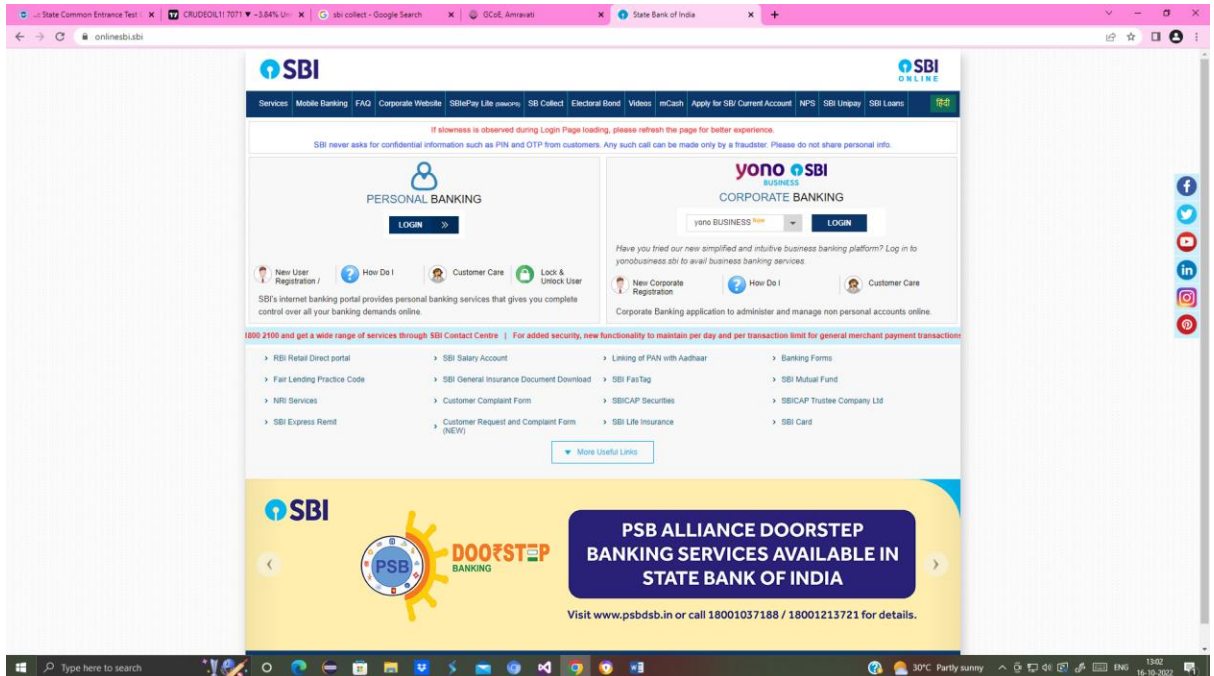 State Common Entrance Test
CRUDEOIL1! 7071 ▼ −3.84%
sbi collect - Google Search
GCoE, Amravati
State Bank of India
onlinesbi.sbi
SBI
SBI
ONLINE
Services Mobile Banking FAQ Corporate Website SBIePay Lite SB Collect Electoral Bond Videos mCash Apply for SB/ Current Account NPS SBI Unipay SBI Loans हिंदी
If slowness is observed during Login Page loading, please refresh the page for better experience.
SBI never asks for confidential information such as PIN and OTP from customers. Any such call can be made only by a fraudster. Please do not share personal info.
PERSONAL BANKING
LOGIN »
New User
Registration /
How Do I
Customer Care
Lock &
Unlock User
SBI's internet banking portal provides personal banking services that gives you complete
control over all your banking demands online.
yono SBI
BUSINESS
CORPORATE BANKING
yono BUSINESS New
LOGIN
Have you tried our new simplified and intuitive business banking platform? Log in to
yonobusiness.sbi to avail business banking services.
New Corporate
Registration
How Do I
Customer Care
Corporate Banking application to administer and manage non personal accounts online.
1800 2100 and get a wide range of services through SBI Contact Centre | For added security, new functionality to maintain per day and per transaction limit for general merchant payment transactions
RBI Retail Direct portal
SBI Salary Account
Linking of PAN with Aadhaar
Banking Forms
Fair Lending Practice Code
SBI General Insurance Document Download
SBI FasTag
SBI Mutual Fund
NRI Services
Customer Complaint Form
SBICAP Securities
SBICAP Trustee Company Ltd
SBI Express Remit
Customer Request and Complaint Form
(NEW)
SBI Life Insurance
SBI Card
More Useful Links
SBI
PSB
DOO₹STEP
BANKING
PSB ALLIANCE DOORSTEP
BANKING SERVICES AVAILABLE IN
STATE BANK OF INDIA
Visit www.psbdsb.in or call 18001037188 / 18001213721 for details.
Type here to search
30°C Partly sunny
ENG
13:02
16-10-2022